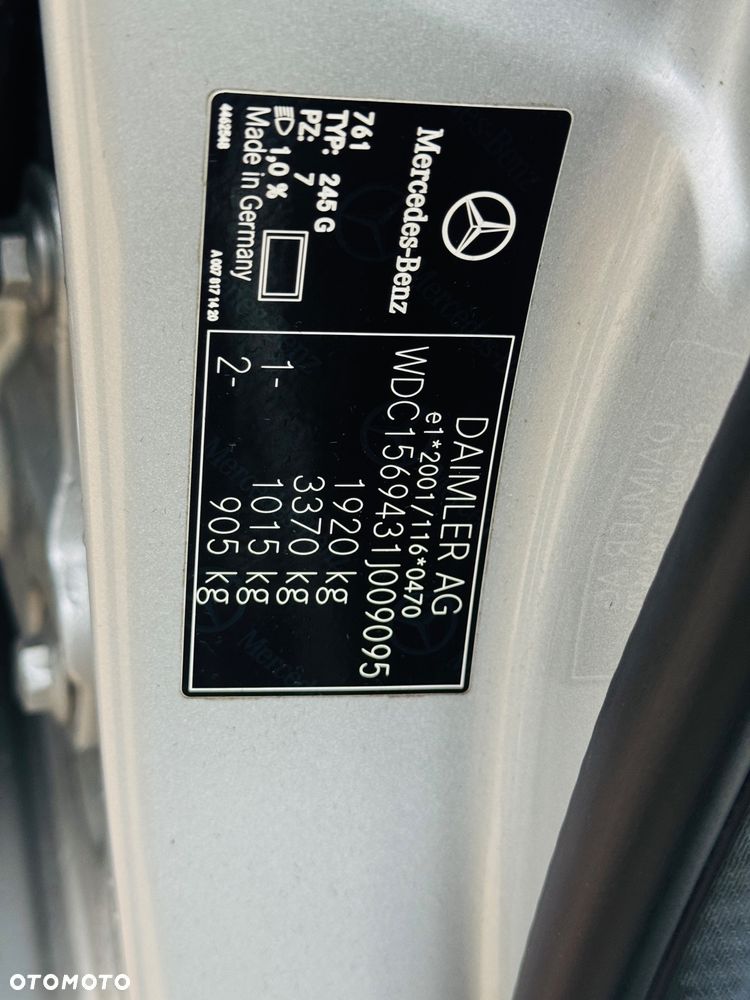 Mercedes-Benz
761
TYP: 245 G
PZ: 7
1,0 %
Made in Germany
4462548
A 007 817 14 20
DAIMLER AG
e1*2001/116*0470
WDC1569431J009095
1920 kg
3370 kg
1- 1015 kg
2- 905 kg
OTOMOTO